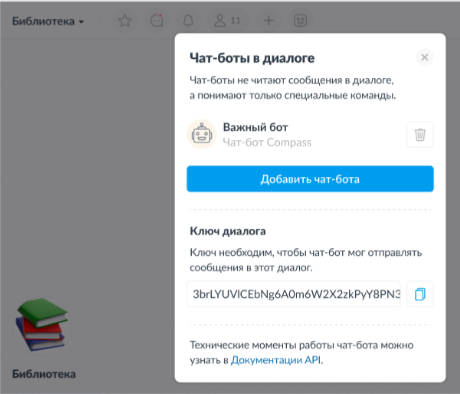 Библиотека
11
Чат-боты в диалоге
Чат-боты не читают сообщения в диалоге,
а понимают только специальные команды.
Важный бот
Чат-бот Compass
Добавить чат-бота
Ключ диалога
Ключ необходим, чтобы чат-бот мог отправлять
сообщения в этот диалог.
3brLYUVlCEbNg6A0m6W2X2zkPyY8PN3
Технические моменты работы чат-бота можно
узнать в Документации API.
Библиотека